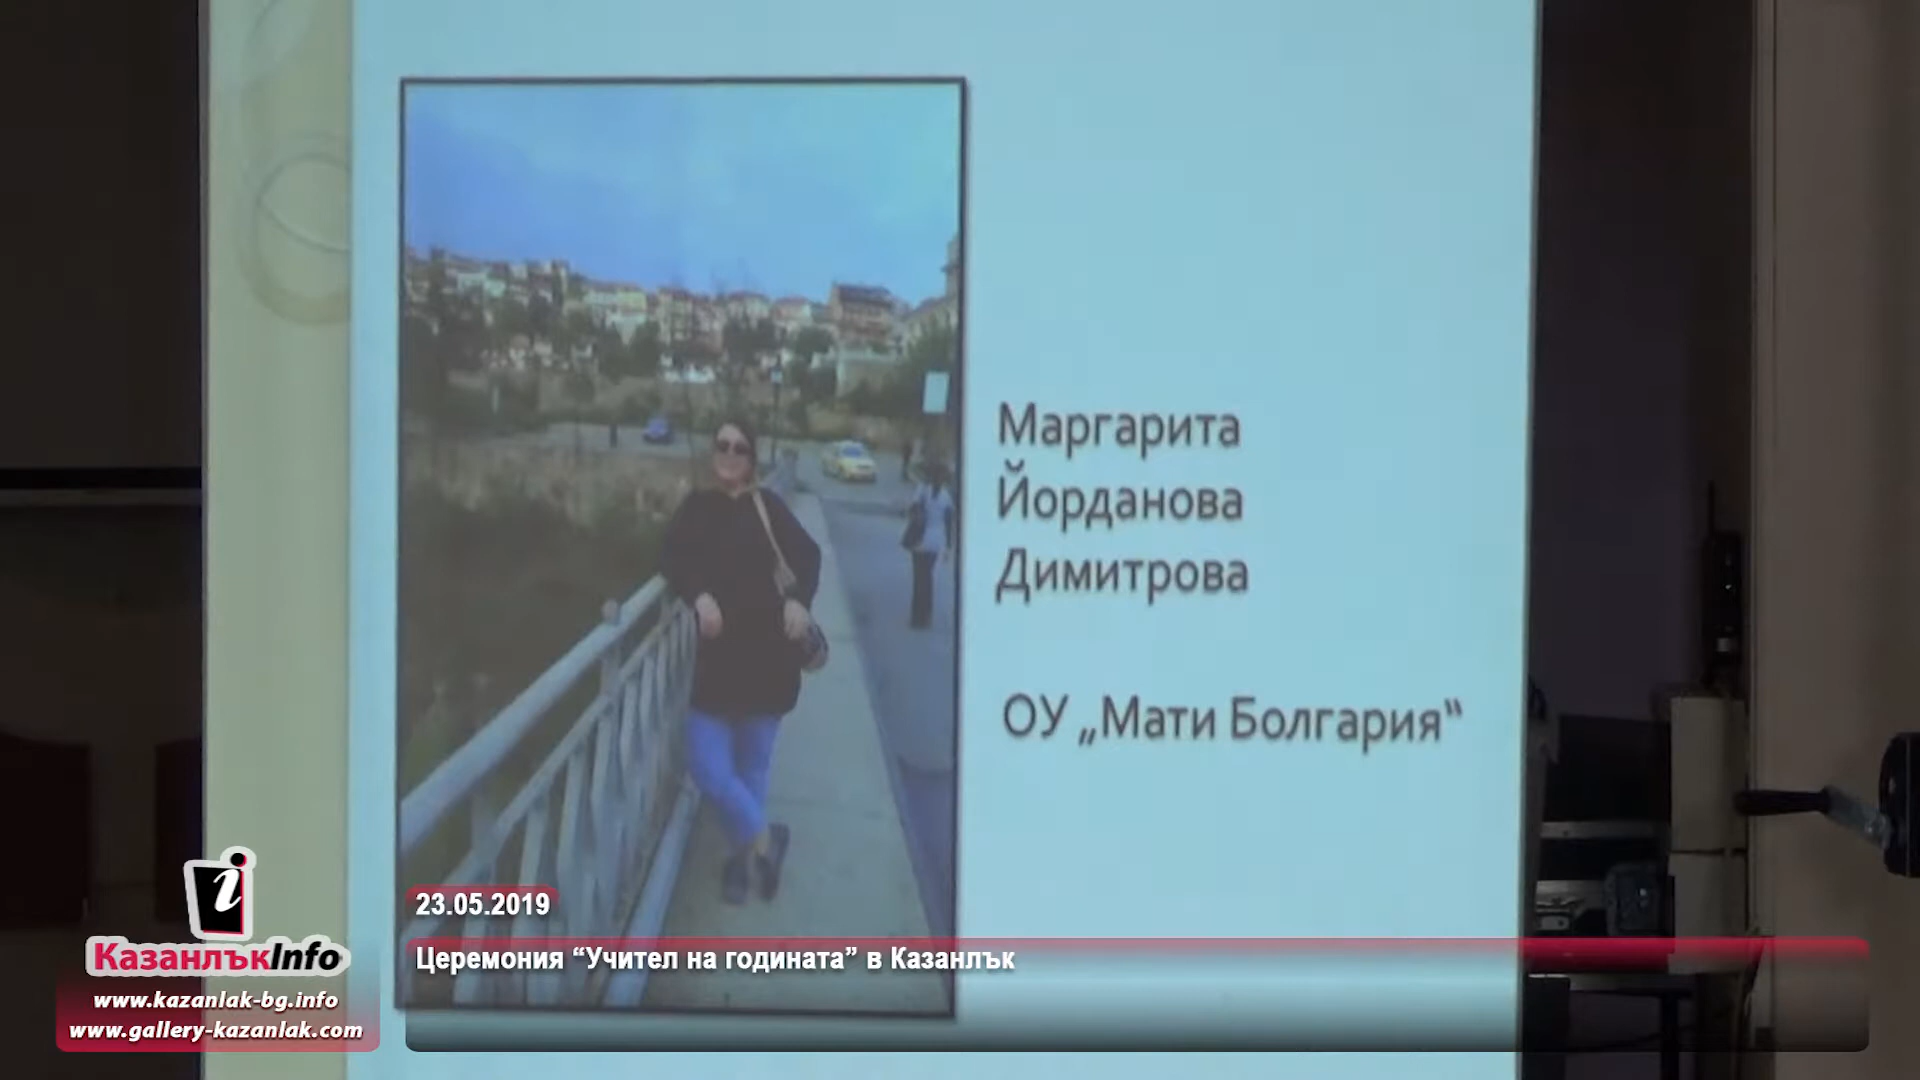 Маргарита
Йорданова
Димитрова
ОУ „Мати Болгария“
23.05.2019
Церемония “Учител на годината” в Казанлък
i
КазанлъкInfo
www.kazanlak-bg.info
www.gallery-kazanlak.com